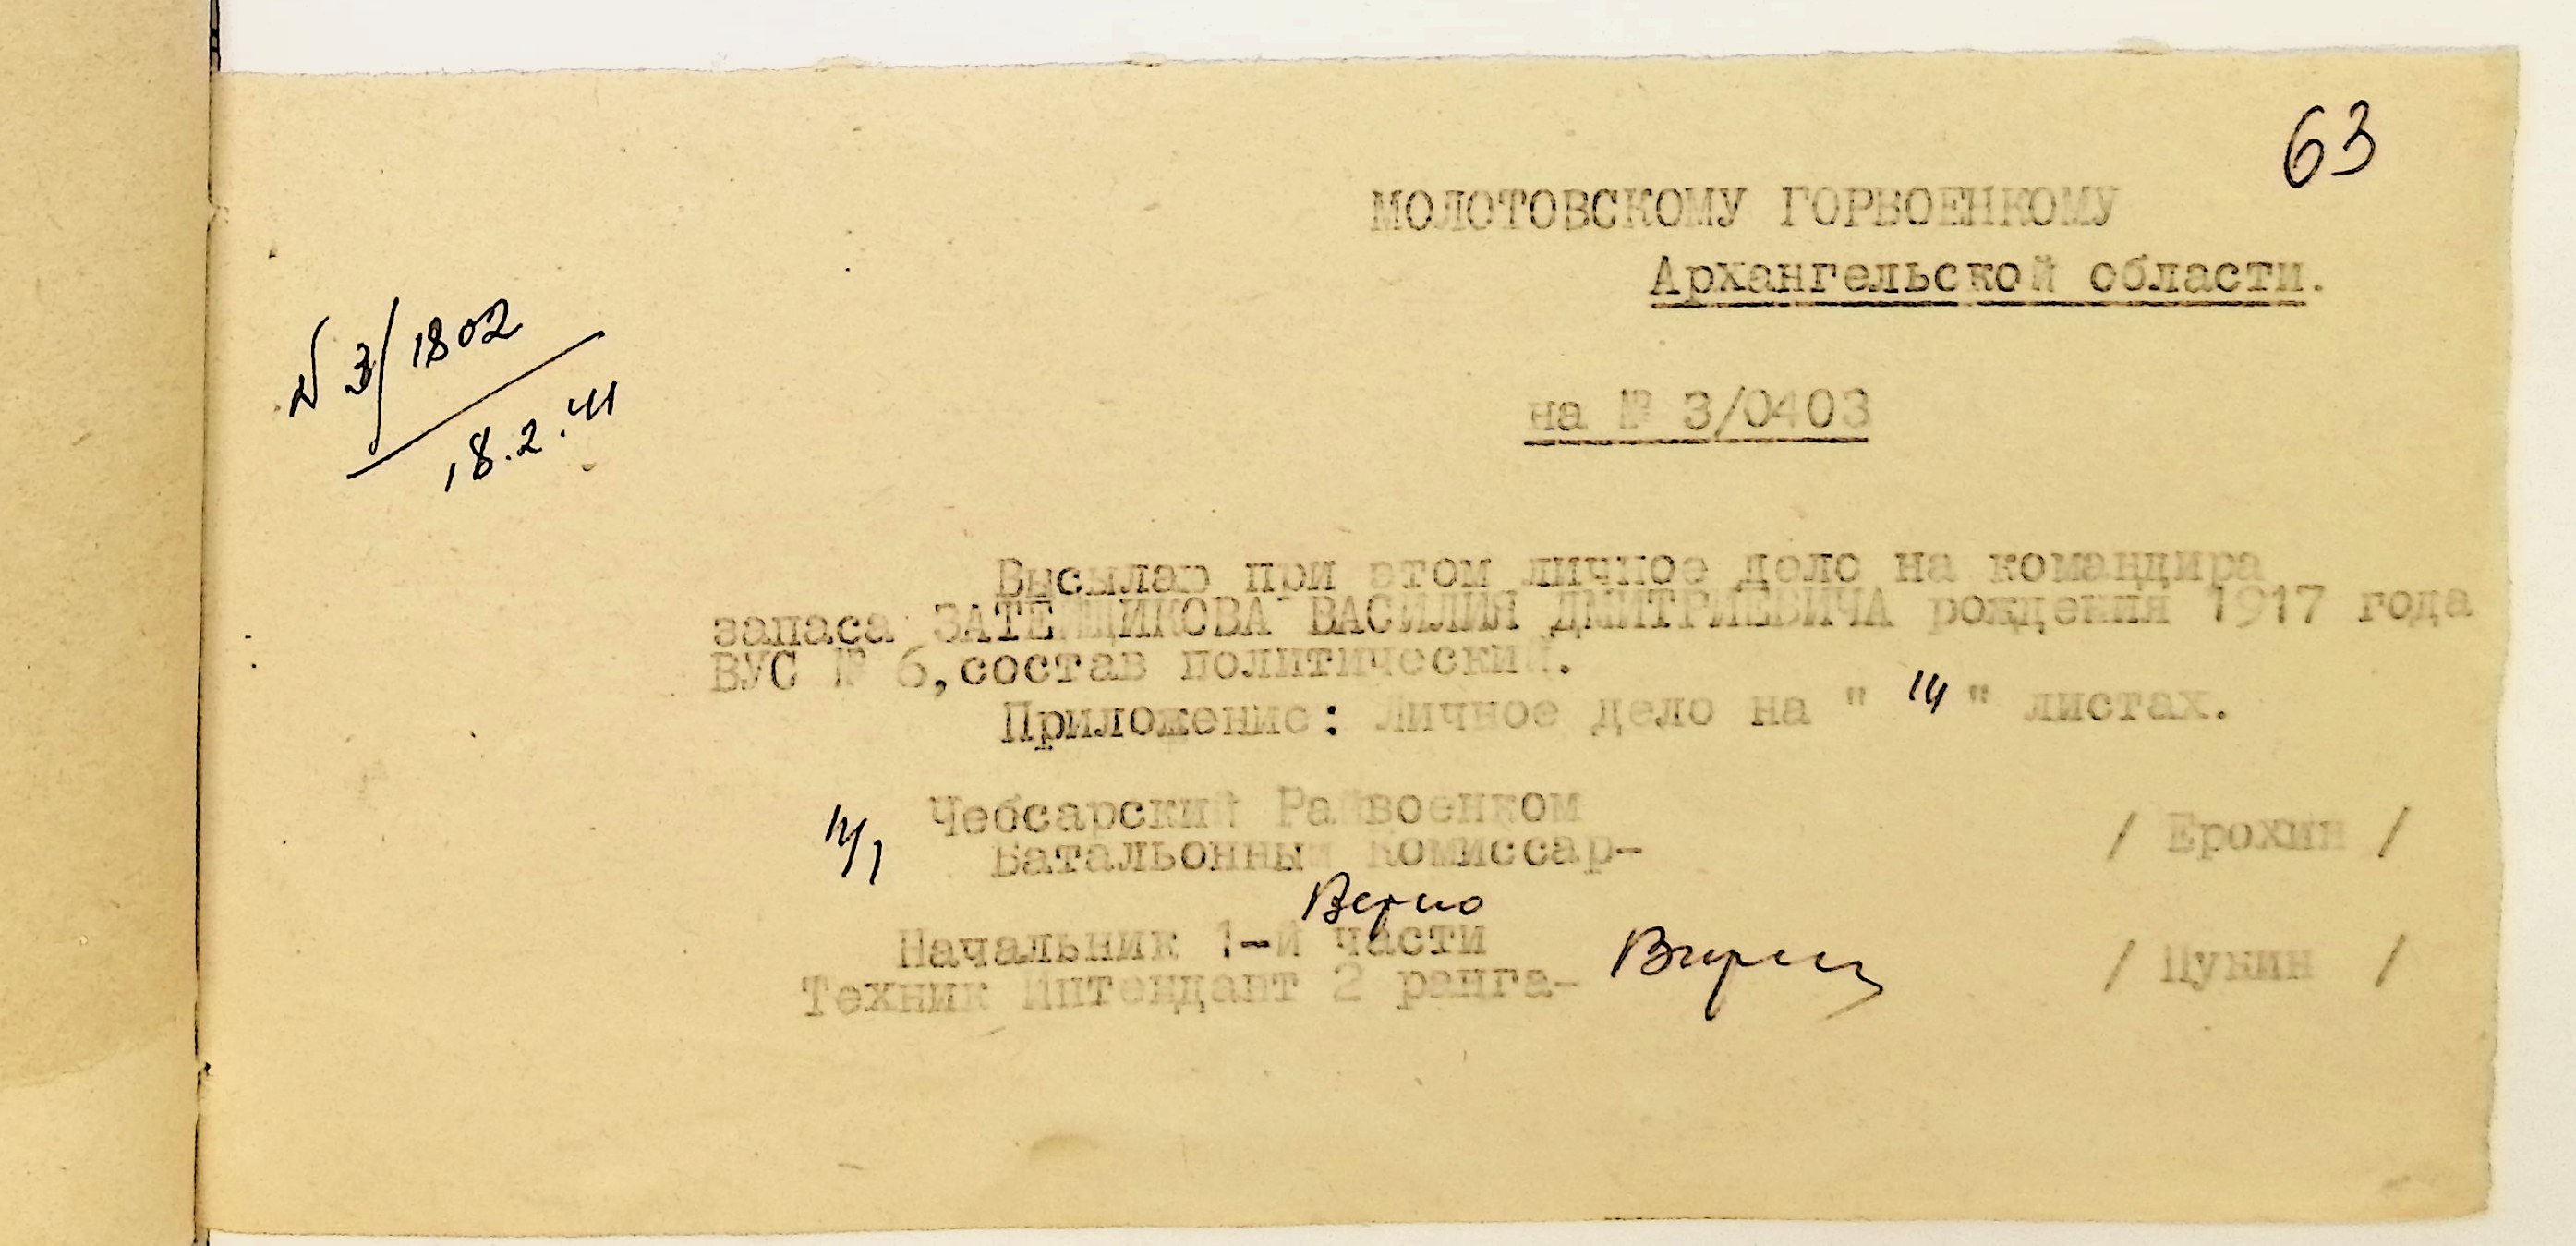 63
МОЛОТОВСКОМУ ГОРВОЕНКОМУ
Архангельской области.
№ 3/1802
18.2.41
на № 3/0403
Высылаю при этом личное дело на командира
запаса ЗАТЕЙЩИКОВА ВАСИЛИЯ ДМИТРИЕВИЧА рождения 1917 года
ВУС № 6, состав политический.
Приложение: Личное дело на " 14 " листах.
Чебсарский Райвоенком
Батальонный Комиссар- / Ерохин /
Верно
Начальник 1-й части
Техник Интендант 2 ранга- / Пукин /